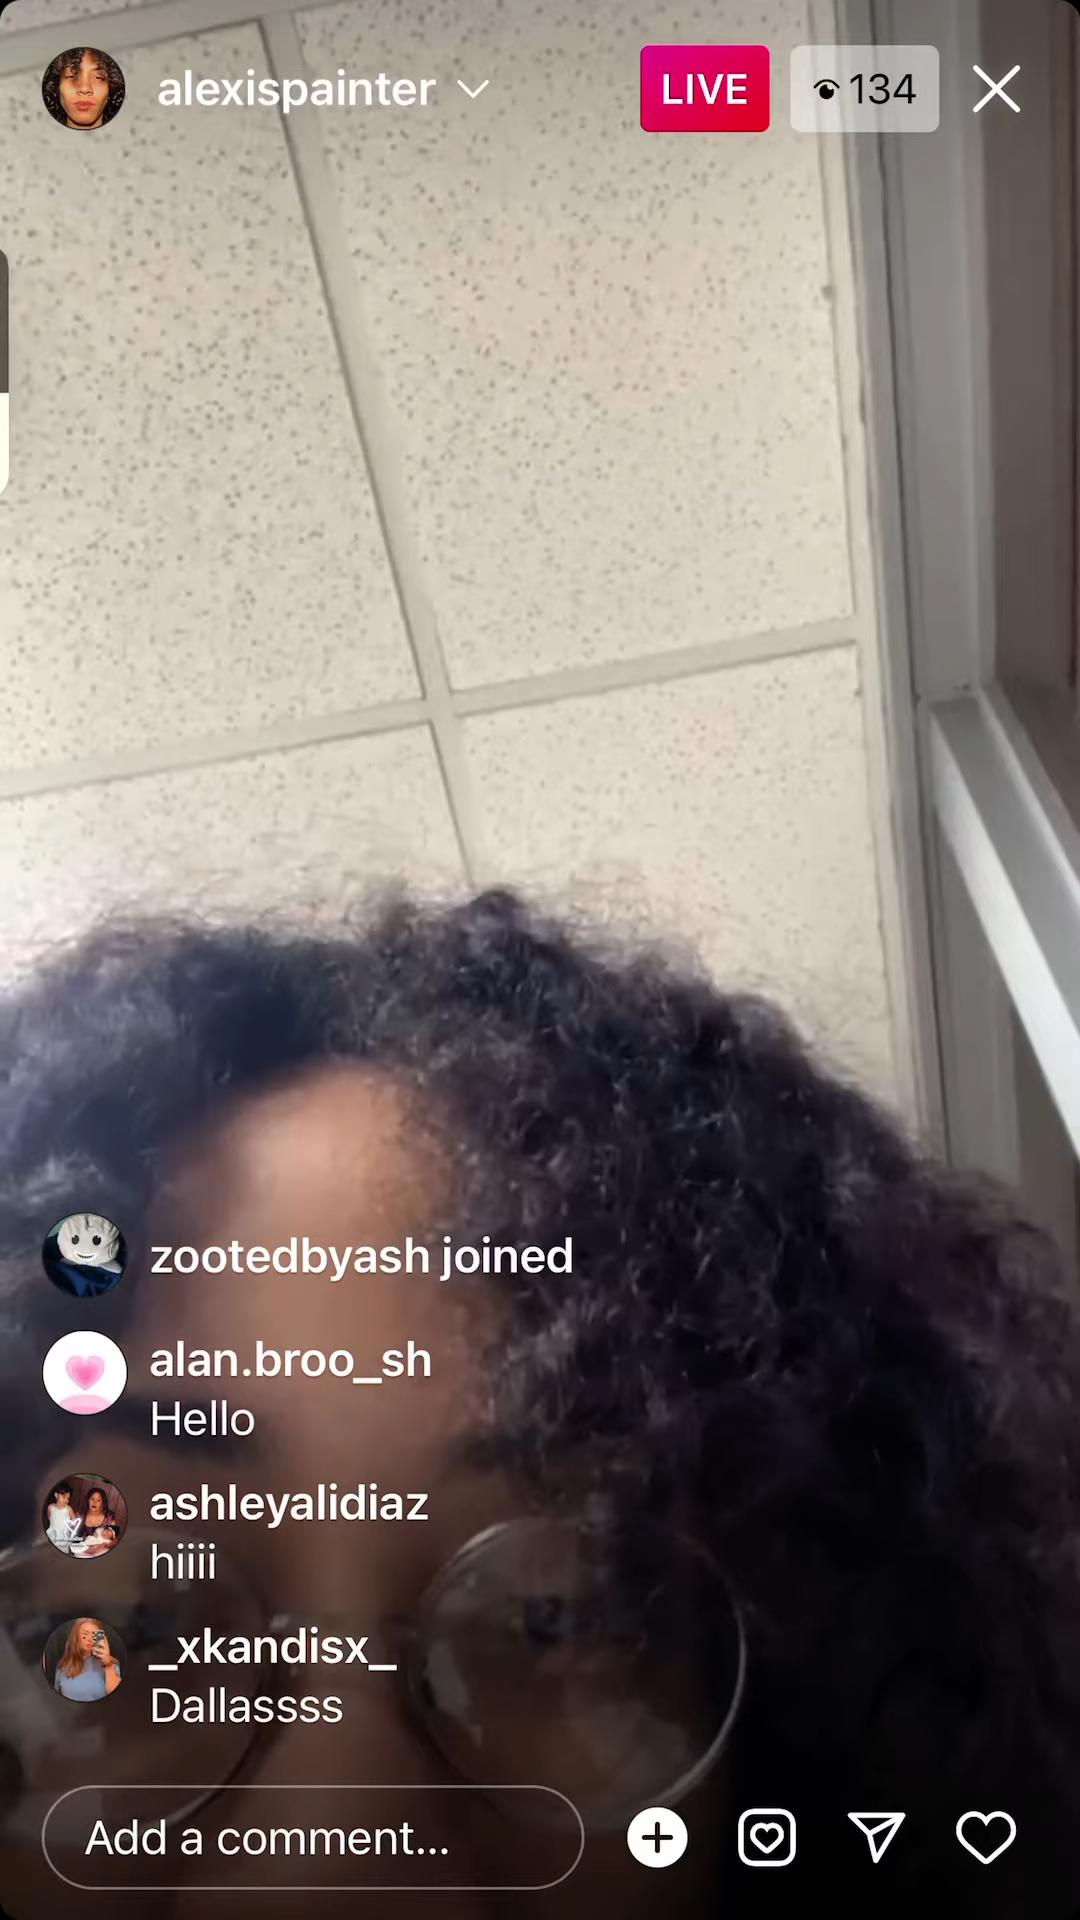 alexispainter
LIVE
134
zootedbyash joined
alan.broo_sh
Hello
ashleyalidiaz
hiiii
_xkandisx_
Dallassss
Add a comment...